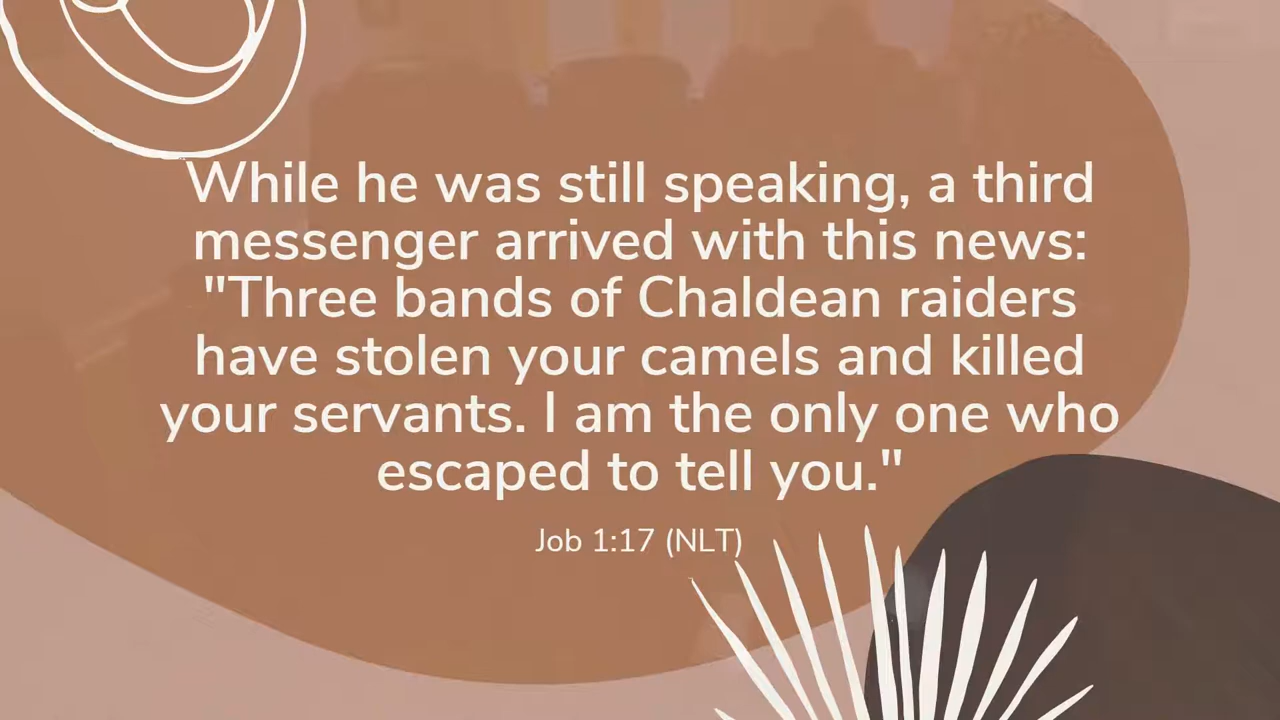 While he was still speaking, a third
messenger arrived with this news:
"Three bands of Chaldean raiders
have stolen your camels and killed
your servants. I am the only one who
escaped to tell you."
Job 1:17 (NLT)